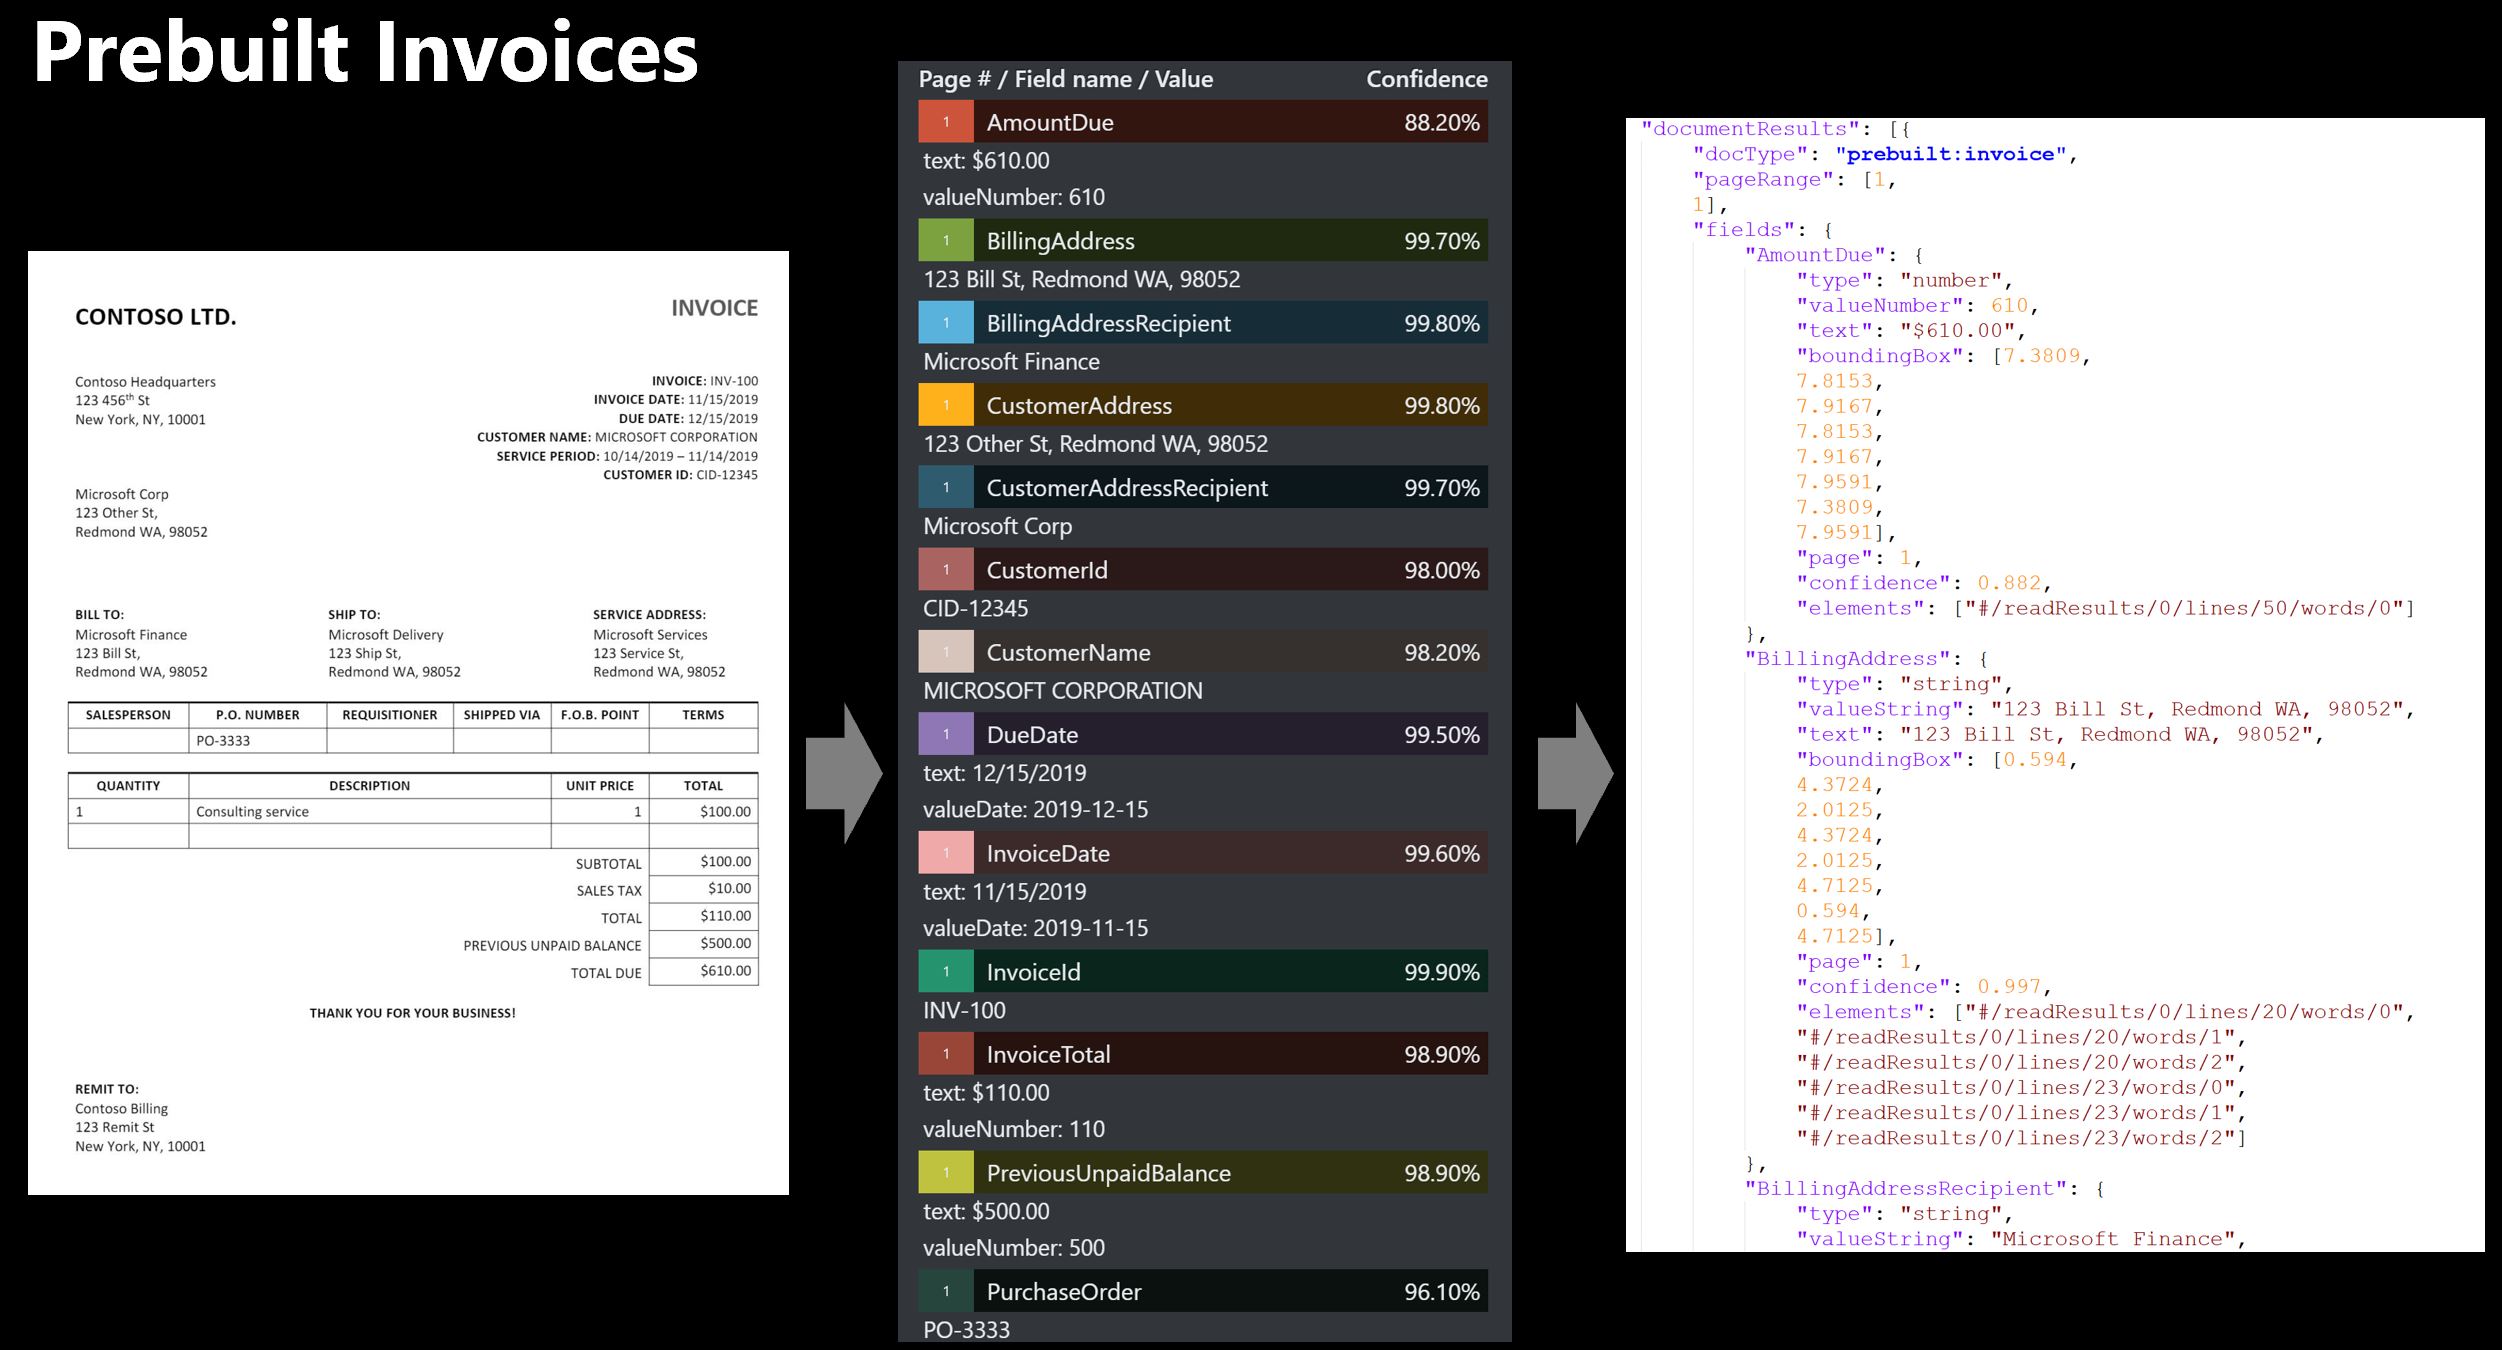 Prebuilt Invoices
CONTOSO LTD.
INVOICE
Contoso Headquarters
123 456th St
New York, NY, 10001
INVOICE: INV-100
INVOICE DATE: 11/15/2019
DUE DATE: 12/15/2019
CUSTOMER NAME: MICROSOFT CORPORATION
SERVICE PERIOD: 10/14/2019 – 11/14/2019
CUSTOMER ID: CID-12345
Microsoft Corp
123 Other St,
Redmond WA, 98052
BILL TO:
Microsoft Finance
123 Bill St,
Redmond WA, 98052
SHIP TO:
Microsoft Delivery
123 Ship St,
Redmond WA, 98052
SERVICE ADDRESS:
Microsoft Services
123 Service St,
Redmond WA, 98052
SALESPERSON P.O. NUMBER REQUISITIONER SHIPPED VIA F.O.B. POINT TERMS
PO-3333
QUANTITY DESCRIPTION UNIT PRICE TOTAL
1 Consulting service 1 $100.00
SUBTOTAL $100.00
SALES TAX $10.00
TOTAL $110.00
PREVIOUS UNPAID BALANCE $500.00
TOTAL DUE $610.00
THANK YOU FOR YOUR BUSINESS!
REMIT TO:
Contoso Billing
123 Remit St
New York, NY, 10001
Page # / Field name / Value Confidence
1 AmountDue 88.20%
text: $610.00
valueNumber: 610
1 BillingAddress 99.70%
123 Bill St, Redmond WA, 98052
1 BillingAddressRecipient 99.80%
Microsoft Finance
1 CustomerAddress 99.80%
123 Other St, Redmond WA, 98052
1 CustomerAddressRecipient 99.70%
Microsoft Corp
1 CustomerId 98.00%
CID-12345
1 CustomerName 98.20%
MICROSOFT CORPORATION
1 DueDate 99.50%
text: 12/15/2019
valueDate: 2019-12-15
1 InvoiceDate 99.60%
text: 11/15/2019
valueDate: 2019-11-15
1 InvoiceId 99.90%
INV-100
1 InvoiceTotal 98.90%
text: $110.00
valueNumber: 110
1 PreviousUnpaidBalance 98.90%
text: $500.00
valueNumber: 500
1 PurchaseOrder 96.10%
PO-3333
"documentResults": [{
"docType": "prebuilt:invoice",
"pageRange": [1,
1],
"fields": {
"AmountDue": {
"type": "number",
"valueNumber": 610,
"text": "$610.00",
"boundingBox": [7.3809,
7.8153,
7.9167,
7.8153,
7.9167,
7.9591,
7.3809,
7.9591],
"page": 1,
"confidence": 0.882,
"elements": ["#/readResults/0/lines/50/words/0"]
},
"BillingAddress": {
"type": "string",
"valueString": "123 Bill St, Redmond WA, 98052",
"text": "123 Bill St, Redmond WA, 98052",
"boundingBox": [0.594,
4.3724,
2.0125,
4.3724,
2.0125,
4.7125,
0.594,
4.7125],
"page": 1,
"confidence": 0.997,
"elements": ["#/readResults/0/lines/20/words/0",
"#/readResults/0/lines/20/words/1",
"#/readResults/0/lines/20/words/2",
"#/readResults/0/lines/23/words/0",
"#/readResults/0/lines/23/words/1",
"#/readResults/0/lines/23/words/2"]
},
"BillingAddressRecipient": {
"type": "string",
"valueString": "Microsoft Finance",